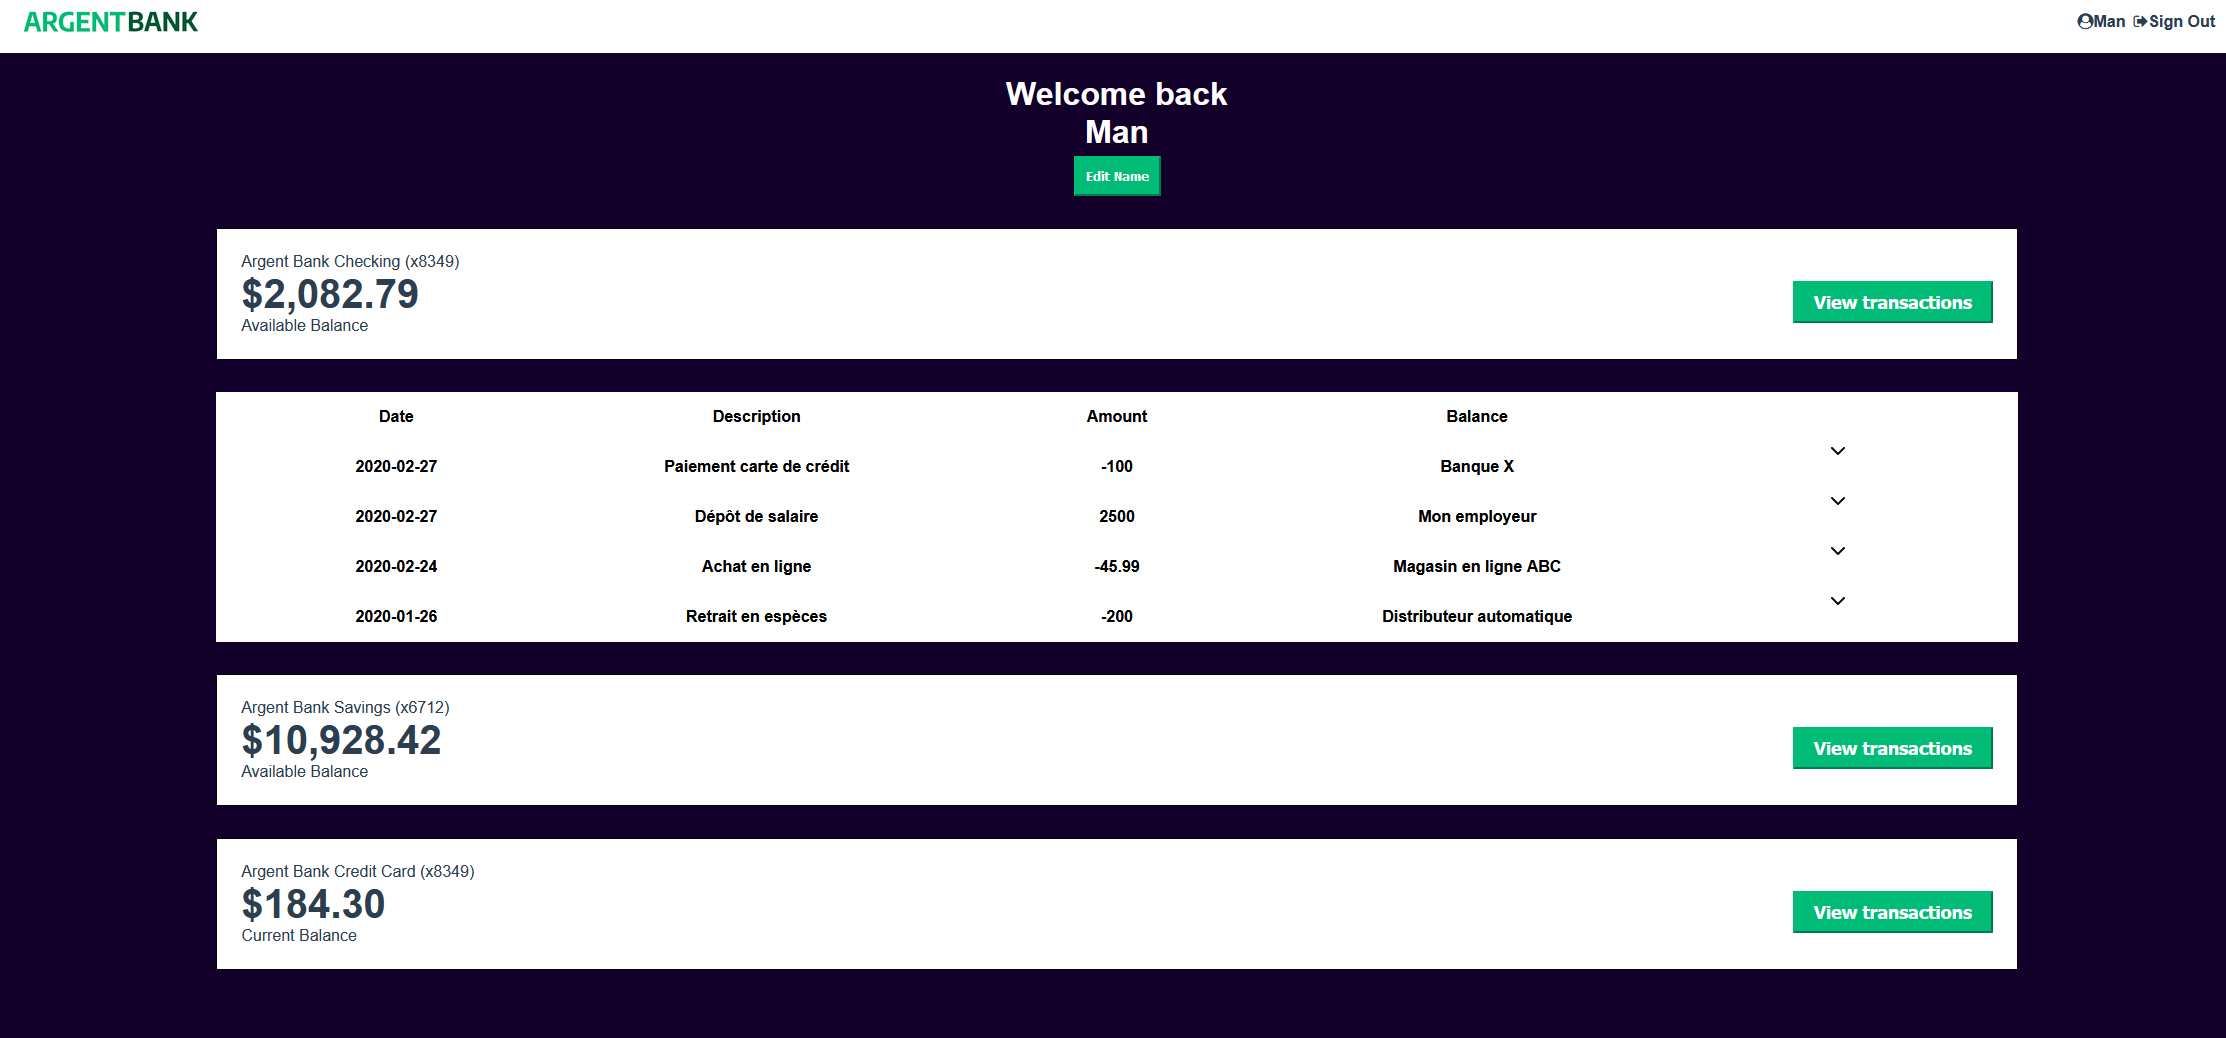 ARGENTBANK
Man Sign Out
Welcome back
Man
Edit Name
Argent Bank Checking (x8349)
$2,082.79
Available Balance
View transactions
Date Description Amount Balance
2020-02-27 Paiement carte de crédit -100 Banque X
2020-02-27 Dépôt de salaire 2500 Mon employeur
2020-02-24 Achat en ligne -45.99 Magasin en ligne ABC
2020-01-26 Retrait en espèces -200 Distributeur automatique
Argent Bank Savings (x6712)
$10,928.42
Available Balance
View transactions
Argent Bank Credit Card (x8349)
$184.30
Current Balance
View transactions